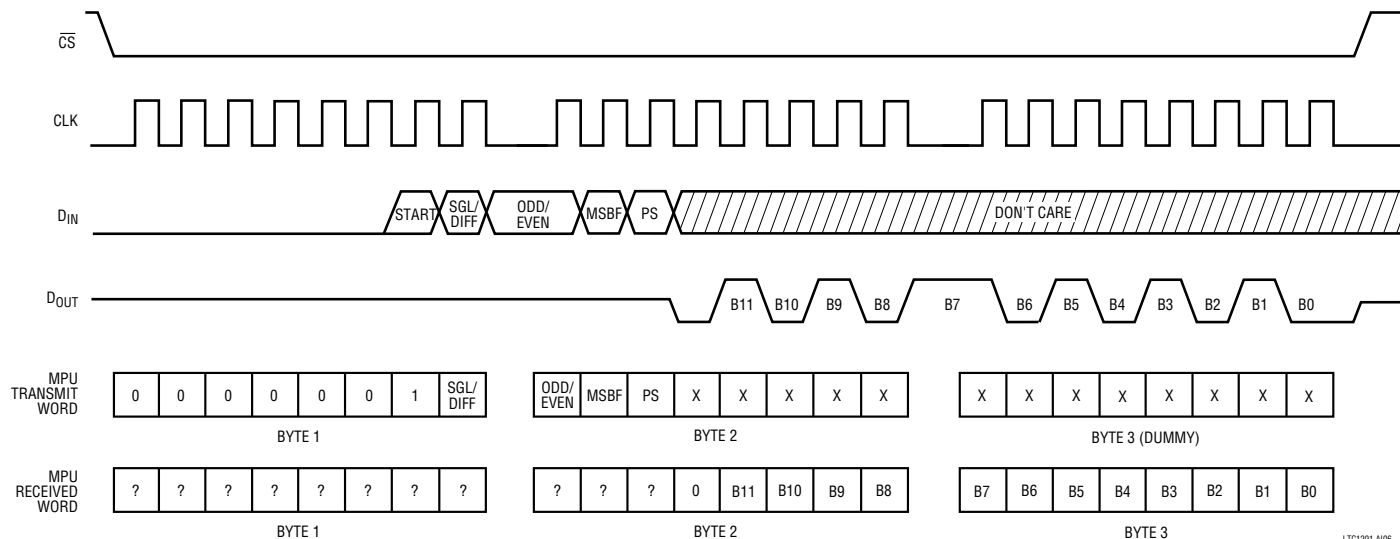 CS
CLK
DIN
START SGL/ DIFF ODD/ EVEN MSBF PS DON'T CARE
DOUT
B11 B10 B9 B8 B7 B6 B5 B4 B3 B2 B1 B0
MPU
TRANSMIT
WORD
0 0 0 0 0 0 1 SGL/ DIFF
ODD/ EVEN MSBF PS X X X X X
X X X X X X X X
BYTE 1
BYTE 2
BYTE 3 (DUMMY)
MPU
RECEIVED
WORD
? ? ? ? ? ? ? ?
? ? ? 0 B11 B10 B9 B8
B7 B6 B5 B4 B3 B2 B1 B0
BYTE 1
BYTE 2
BYTE 3